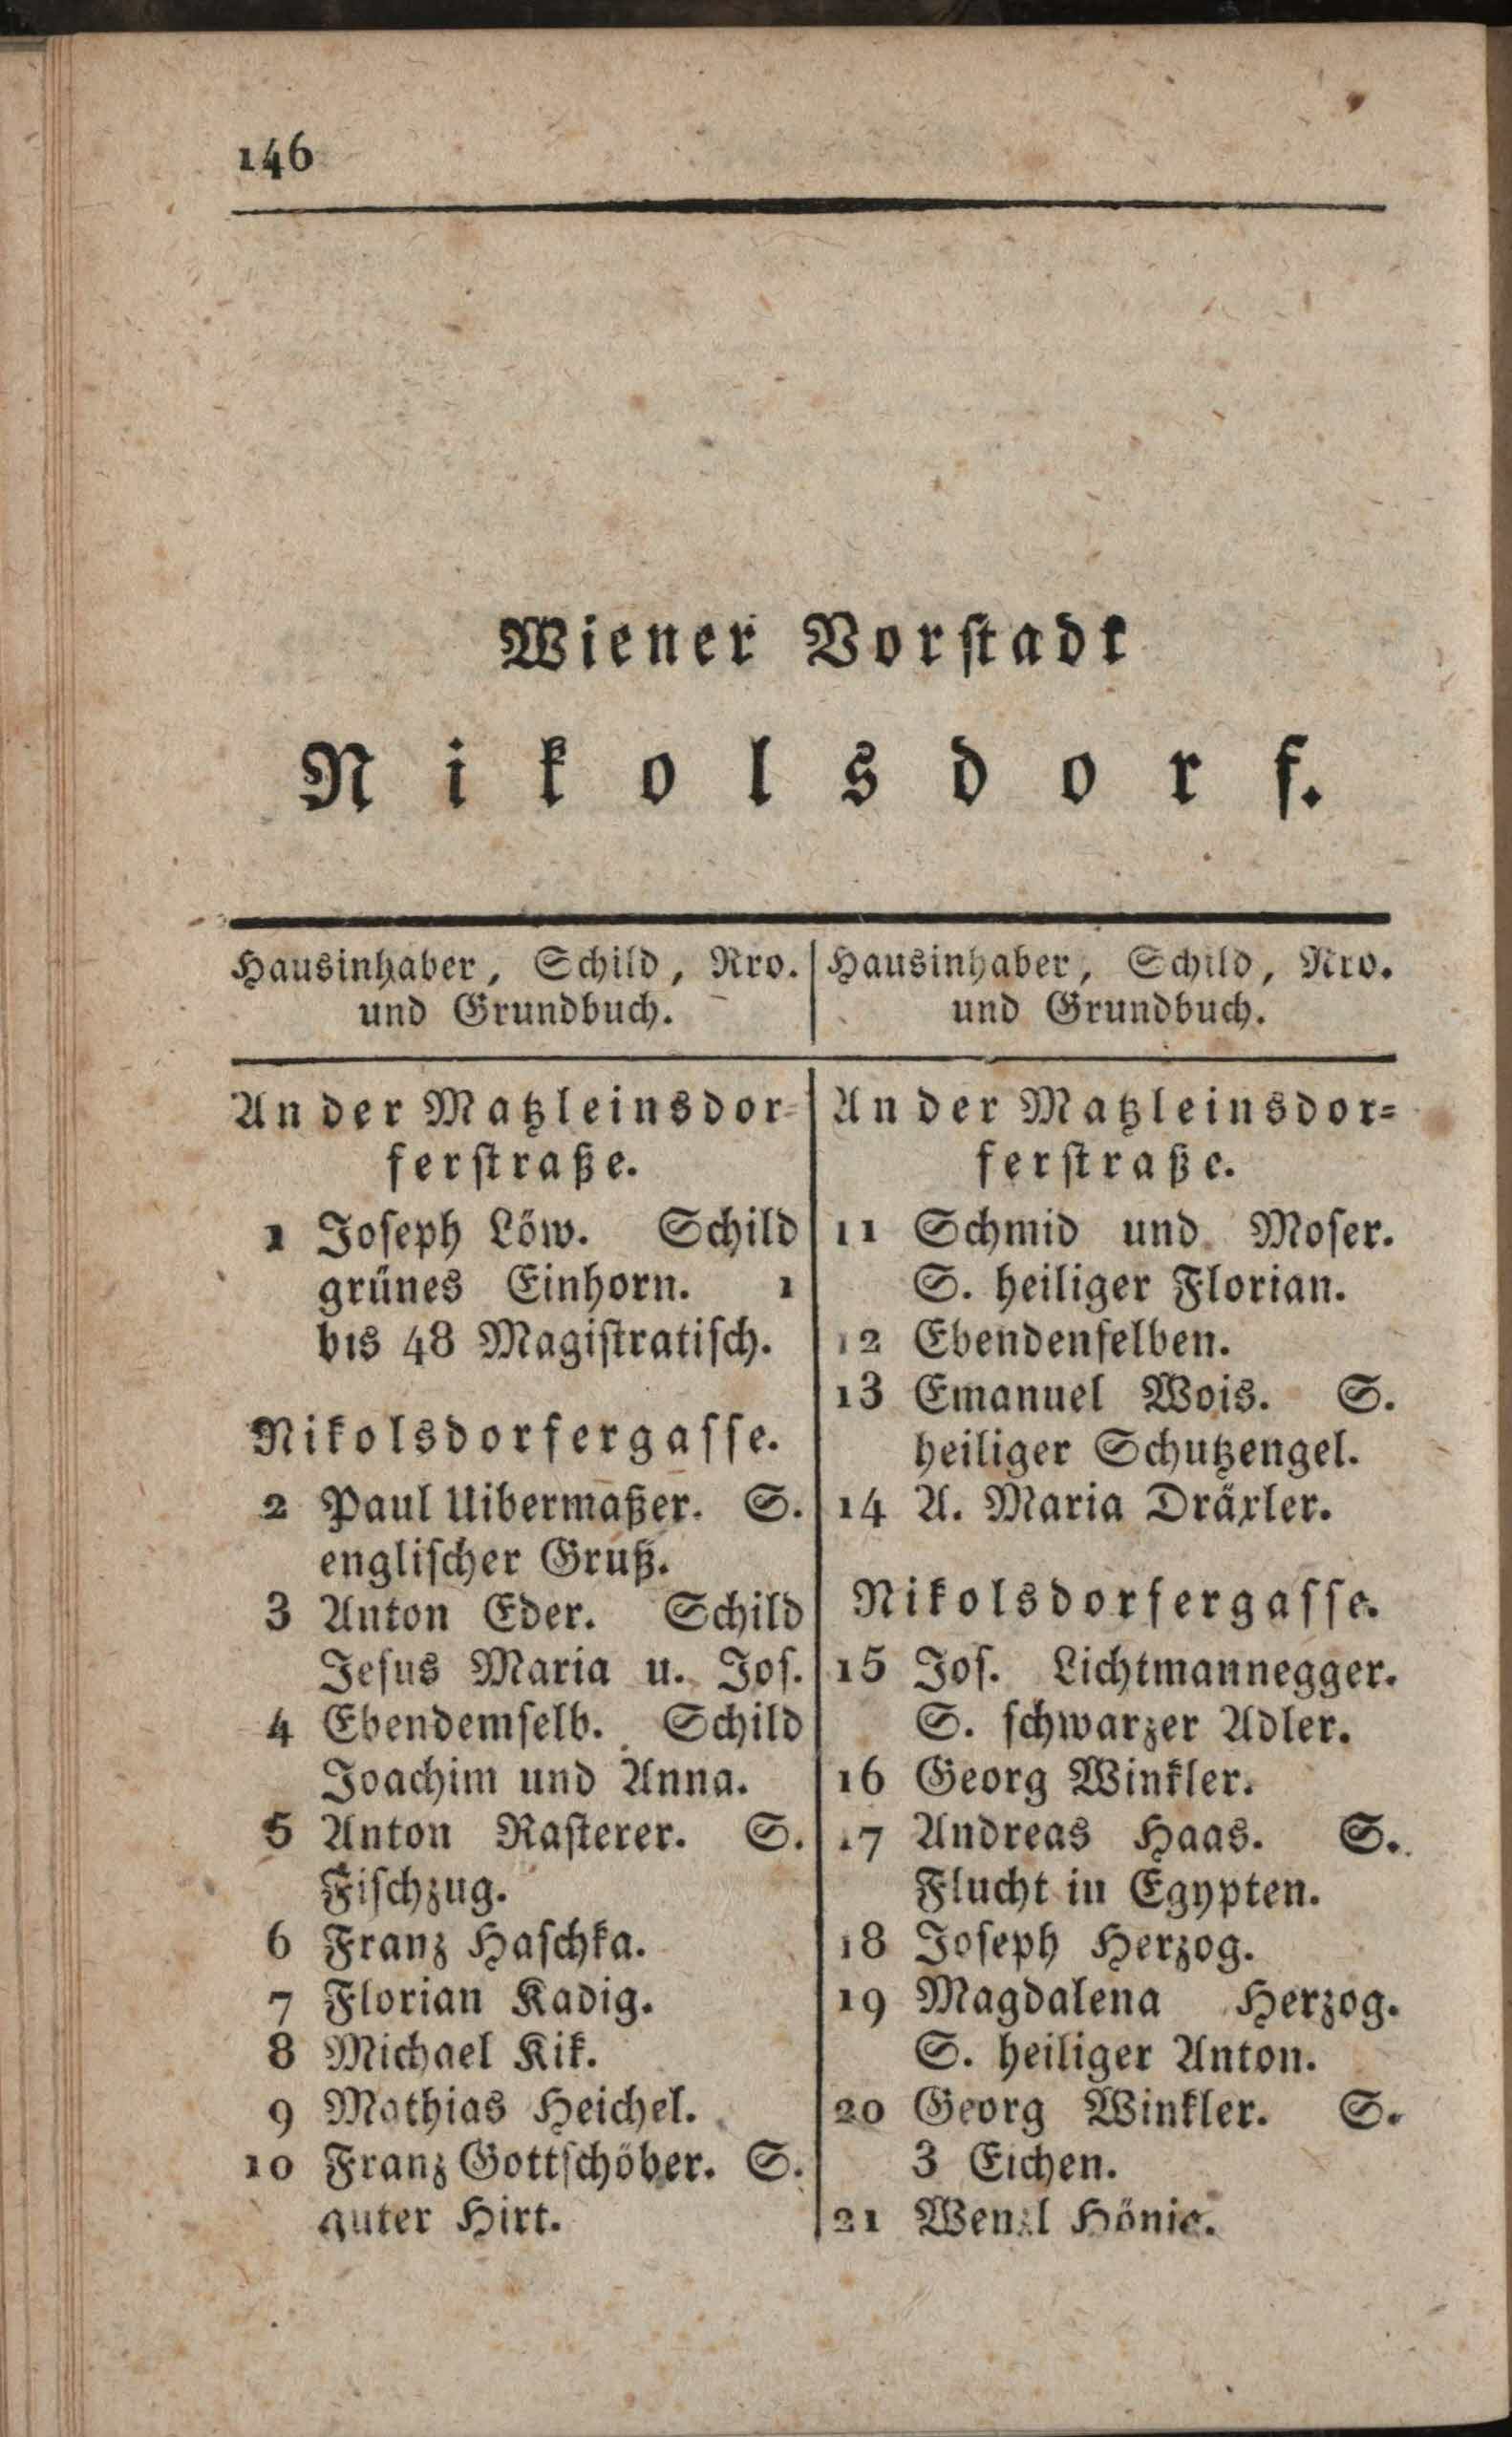 146
Wiener Vorstadt
Nikolsdorf.
Hausinhaber, Schild, Nro.
und Grundbuch.
An der Matzleinsdor-
ferstraße.
1 Joseph Löw. Schild
grünes Einhorn. 1
bis 48 Magistratisch.
Nikolsdorfergasse.
2 Paul Uibermaßer. S.
englischer Gruß.
3 Anton Eder. Schild
Jesus Maria u. Jos.
4 Ebendemselb. Schild
Joachim und Anna.
5 Anton Rasterer. S.
Fischzug.
6 Franz Haschka.
7 Florian Kadig.
8 Michael Kik.
9 Mathias Heichel.
10 Franz Gottschöber. S.
guter Hirt.
Hausinhaber, Schild, Nro.
und Grundbuch.
An der Matzleinsdor=
ferstraße.
11 Schmid und Moser.
S. heiliger Florian.
12 Ebendenselben.
13 Emanuel Wois. S.
heiliger Schutzengel.
14 A. Maria Dräxler.
Nikolsdorfergasse.
15 Jos. Lichtmannegger.
S. schwarzer Adler.
16 Georg Winkler.
17 Andreas Haas. S.
Flucht in Egypten.
18 Joseph Herzog.
19 Magdalena Herzog.
S. heiliger Anton.
20 Georg Winkler. S.
3 Eichen.
21 Wenzl Hönig.